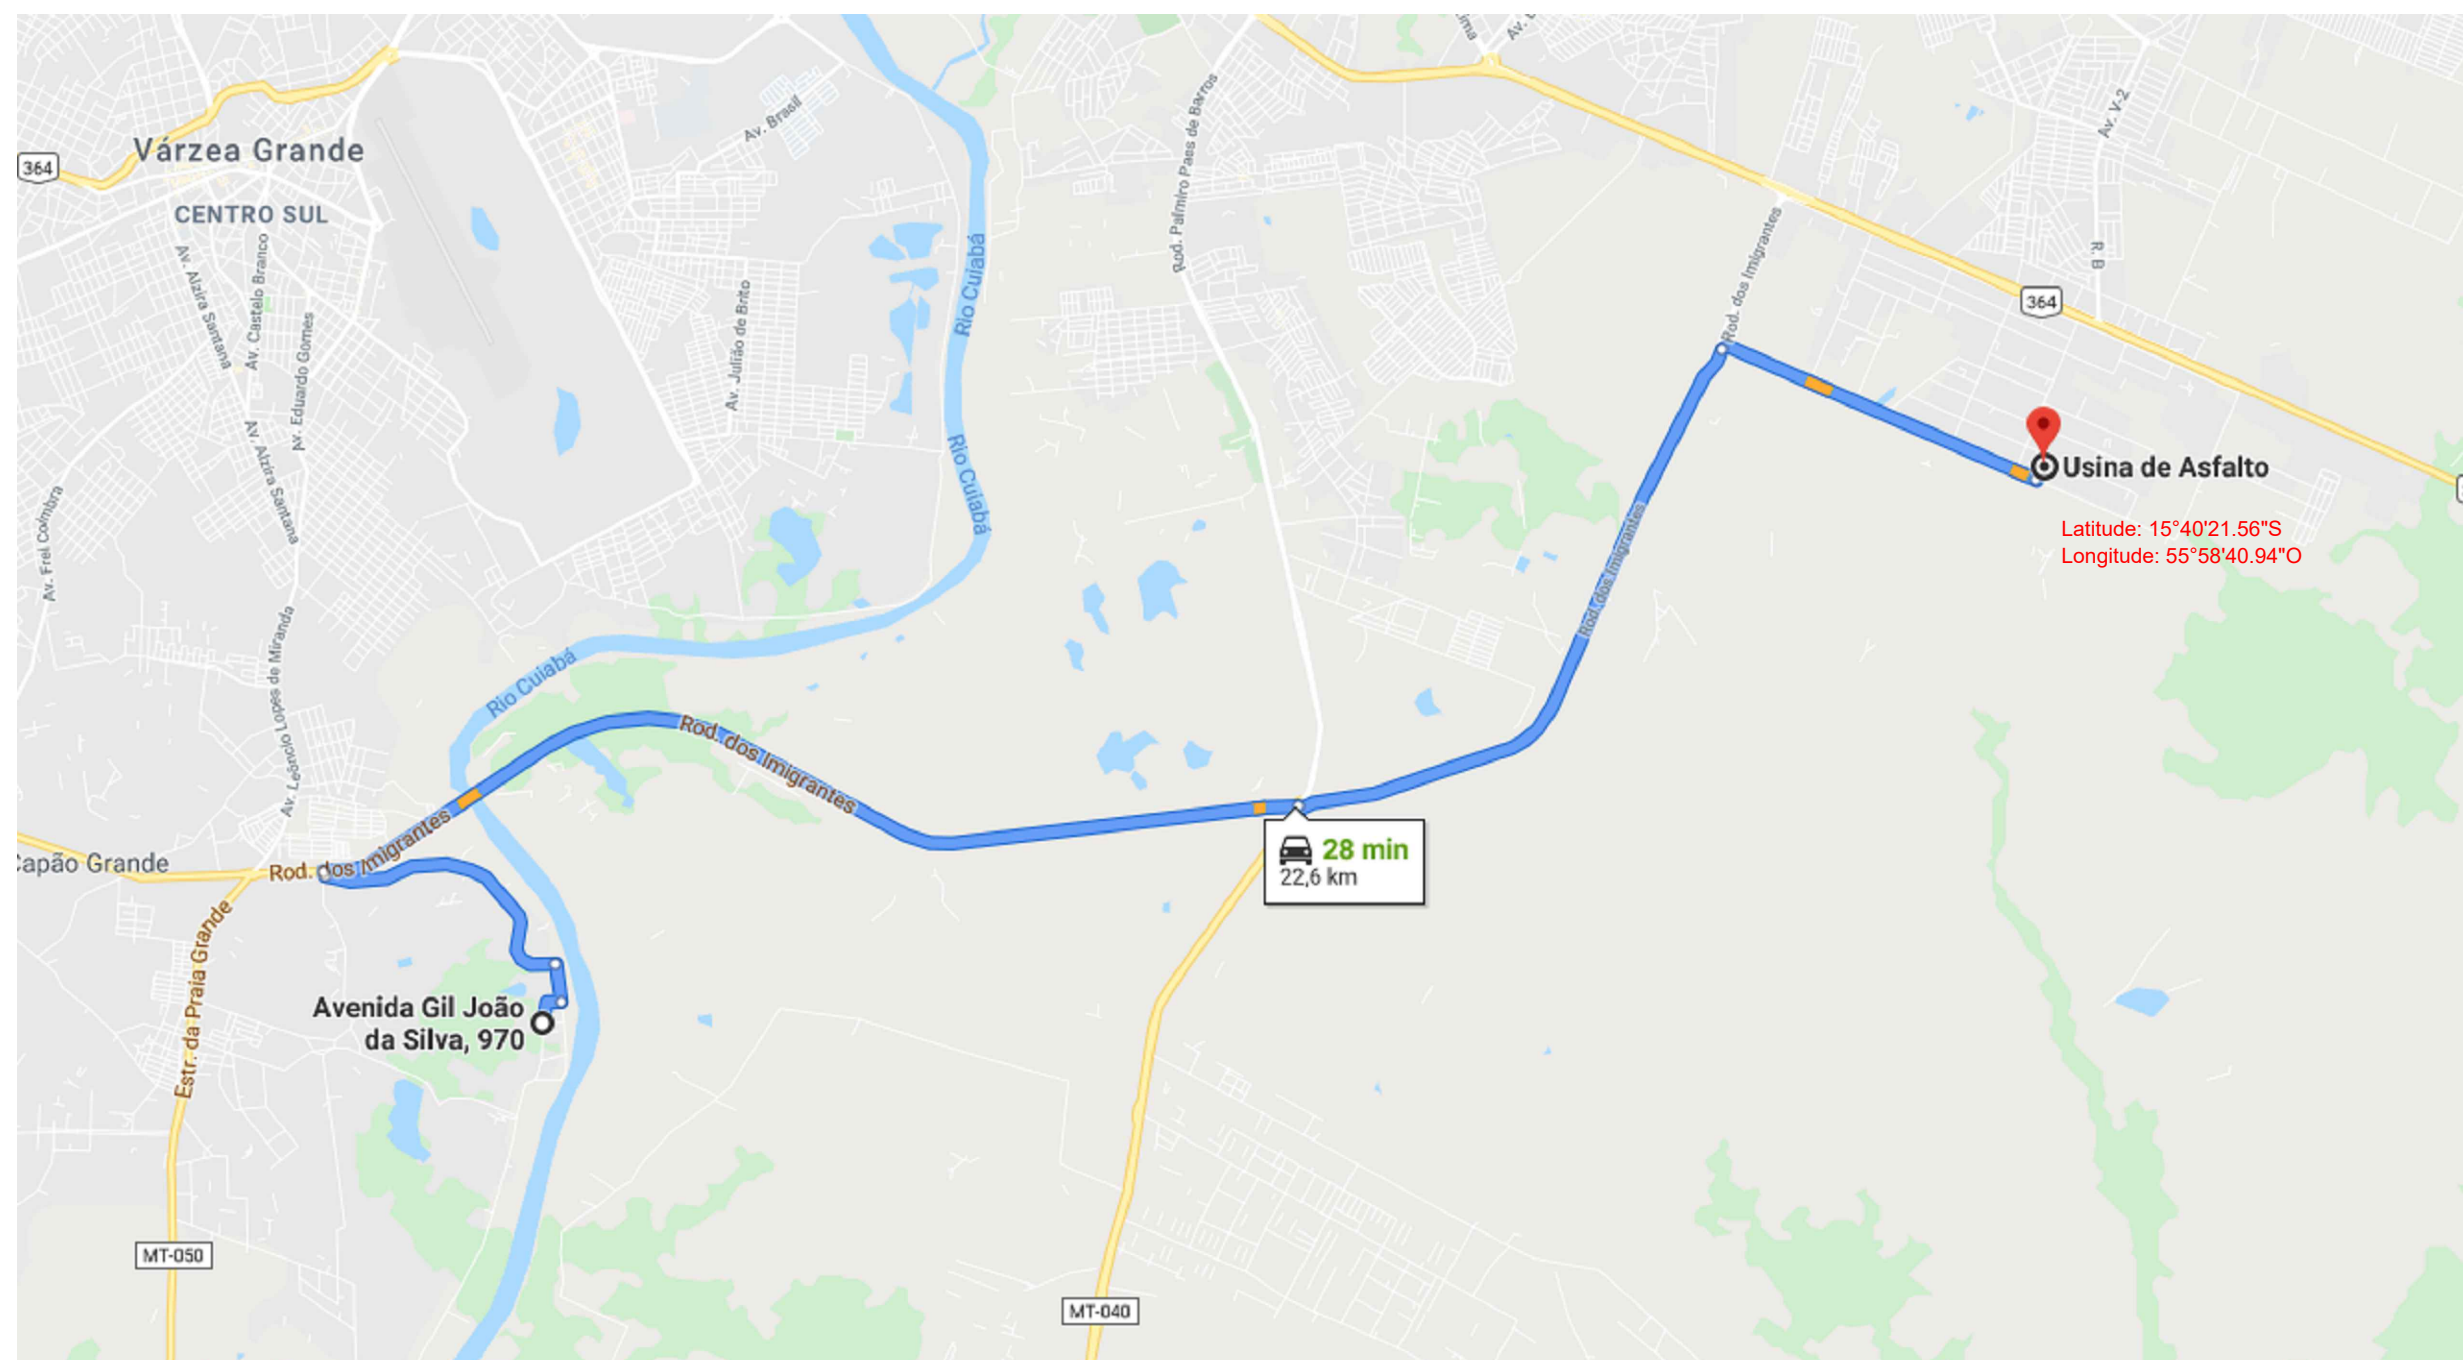 Av. V-2
Av. Brasil
Rod. Palmiro Paes de Barros
Várzea Grande
364
CENTRO SUL
Rod. dos Imigrantes
R. B
Av. Alzira Santana
Av. Castelo Branco
Rio Cuiabá
Av. Julião de Brito
364
Av. Eduardo Gomes
Av. Alzira Santana
Rio Cuiabá
Usina de Asfalto
Av. Frei Coimbra
Latitude: 15°40'21.56"S
Longitude: 55°58'40.94"O
Rod. dos Imigrantes
Rio Cuiabá
Av. Leôncio Lopes de Miranda
Rod. dos Imigrantes
Capão Grande
Rod. dos Imigrantes
28 min
22,6 km
Estr. da Praia Grande
Avenida Gil João
da Silva, 970
MT-050
MT-040